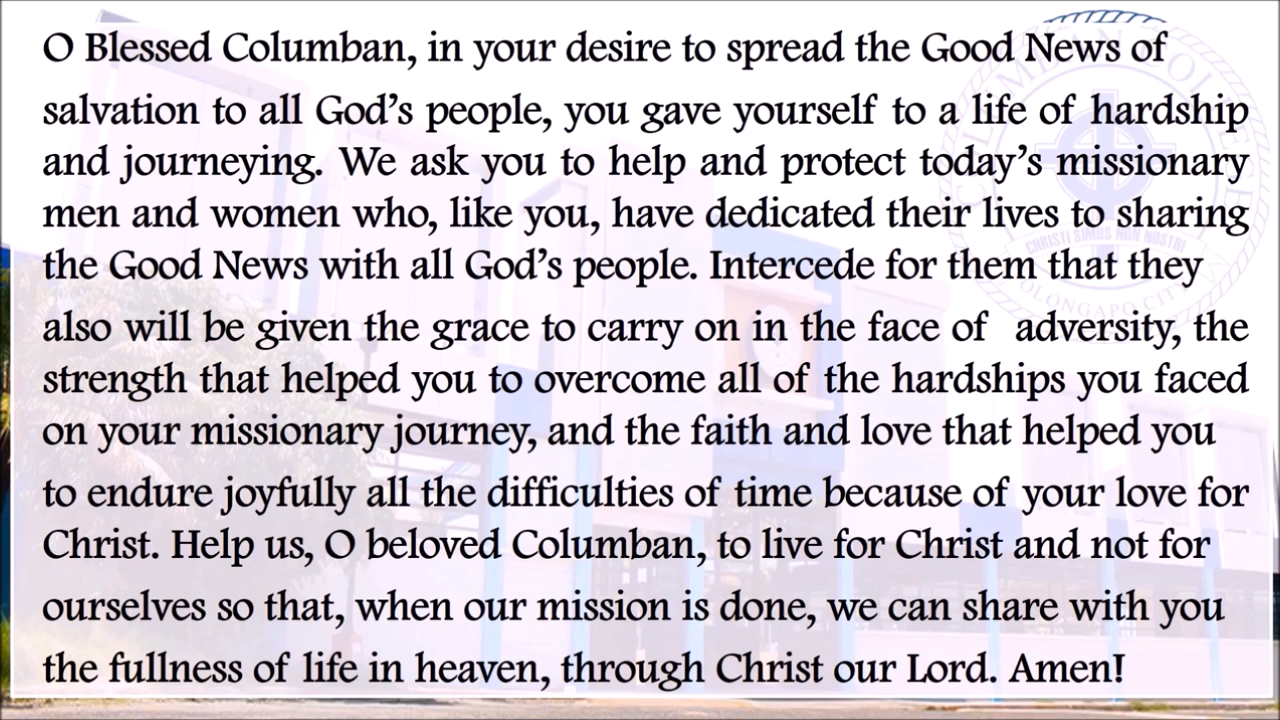 O Blessed Columban, in your desire to spread the Good News of
salvation to all God's people, you gave yourself to a life of hardship
and journeying. We ask you to help and protect today's missionary
men and women who, like you, have dedicated their lives to sharing
the Good News with all God's people. Intercede for them that they
also will be given the grace to carry on in the face of adversity, the
strength that helped you to overcome all of the hardships you faced
on your missionary journey, and the faith and love that helped you
to endure joyfully all the difficulties of time because of your love for
Christ. Help us, O beloved Columban, to live for Christ and not for
ourselves so that, when our mission is done, we can share with you
the fullness of life in heaven, through Christ our Lord. Amen!
CHRISTI SIMUS NON NOSTRI
OLONGAPO CITY